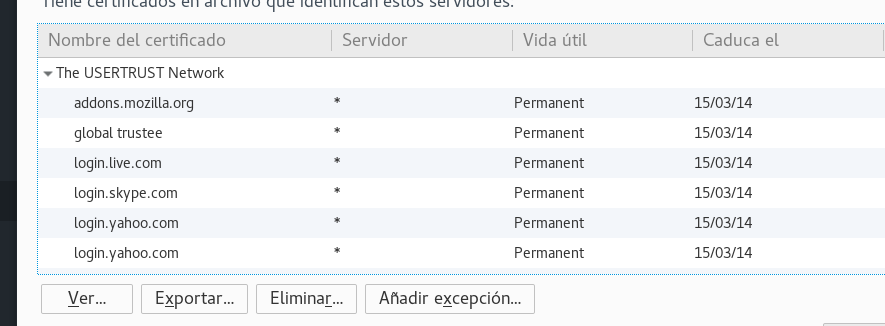 Tiene certificados en archivo que identifican estos servidores.
Nombre del certificado Servidor Vida útil Caduca el
The USERTRUST Network
addons.mozilla.org * Permanent 15/03/14
global trustee * Permanent 15/03/14
login.live.com * Permanent 15/03/14
login.skype.com * Permanent 15/03/14
login.yahoo.com * Permanent 15/03/14
login.yahoo.com * Permanent 15/03/14
Ver... Exportar... Eliminar... Añadir excepción...